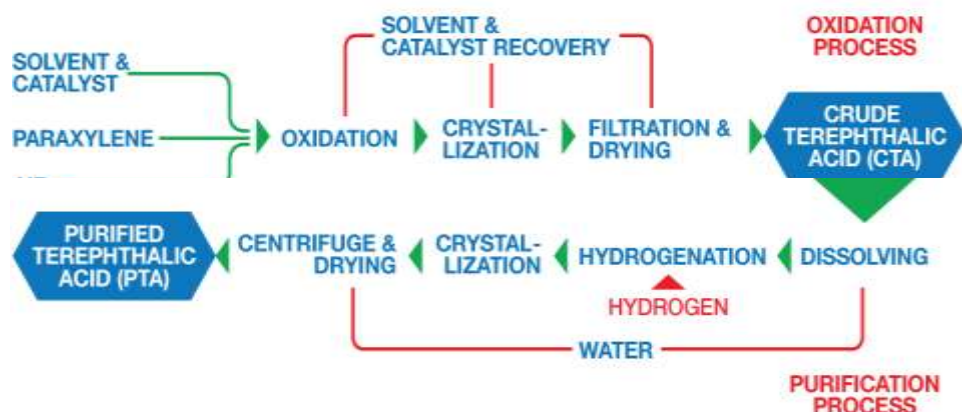 SOLVENT &
CATALYST RECOVERY
OXIDATION
PROCESS
SOLVENT &
CATALYST
PARAXYLENE
OXIDATION
CRYSTAL-
LIZATION
FILTRATION &
DRYING
CRUDE
TEREPHTHALIC
ACID (CTA)
PURIFIED
TEREPHTHALIC
ACID (PTA)
CENTRIFUGE &
DRYING
CRYSTAL-
LIZATION
HYDROGENATION
DISSOLVING
HYDROGEN
WATER
PURIFICATION
PROCESS